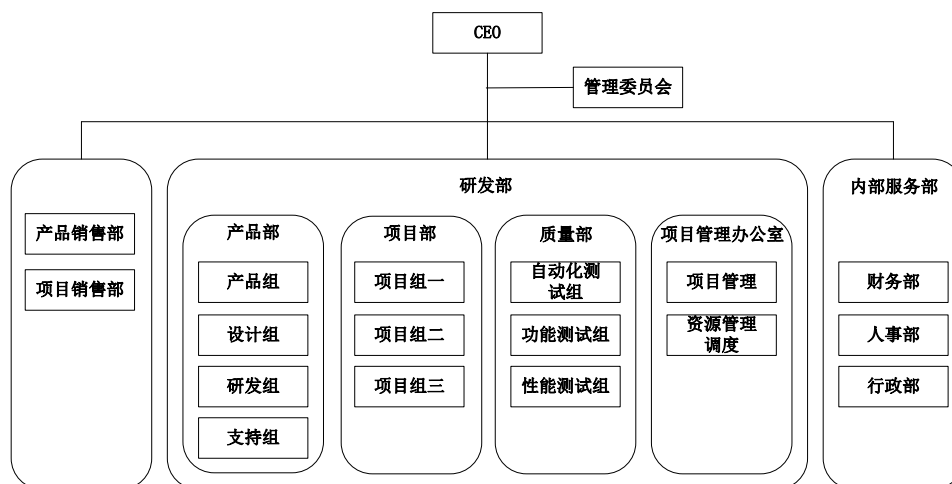 CEO
管理委员会
研发部
内部服务部
产品销售部
项目销售部
产品部
产品组
设计组
研发组
支持组
项目部
项目组一
项目组二
项目组三
质量部
自动化测
试组
功能测试组
性能测试组
项目管理办公室
项目管理
资源管理
调度
财务部
人事部
行政部